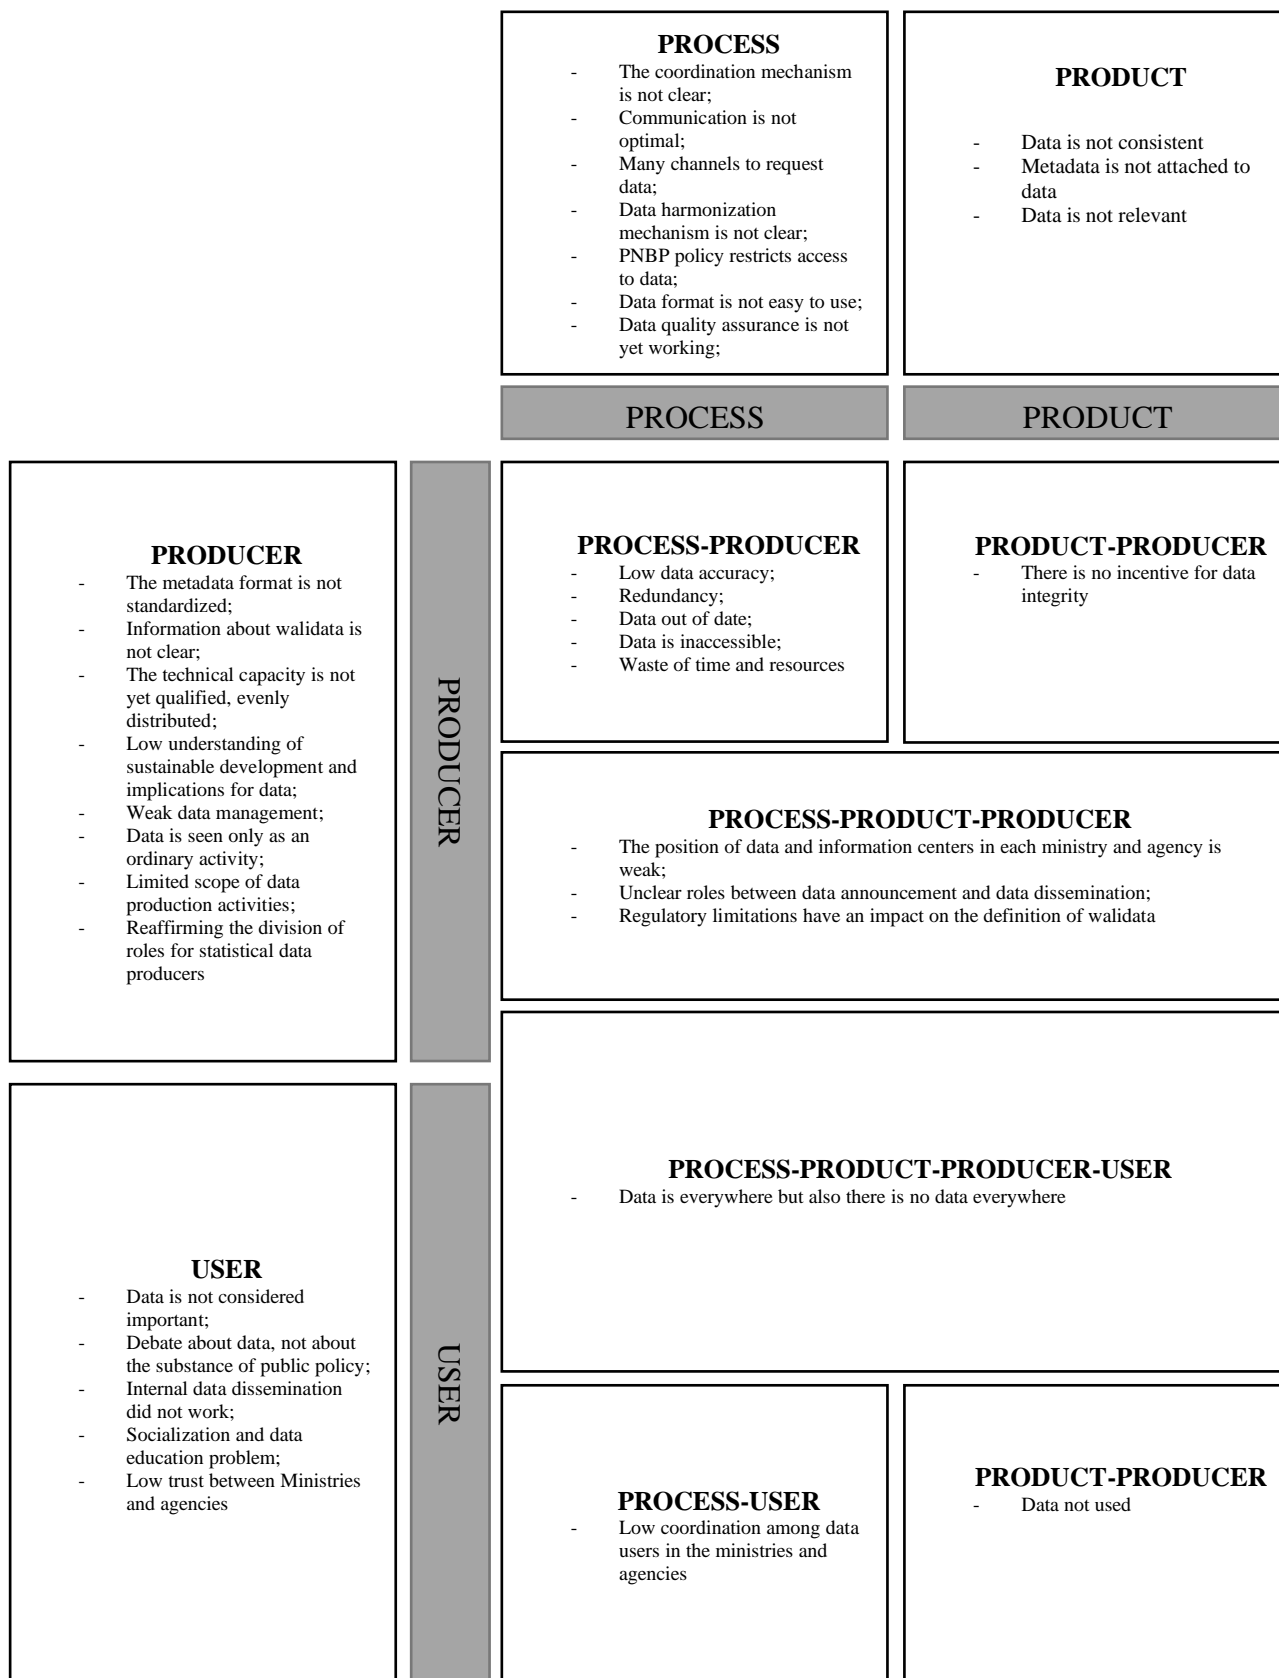 PROCESS
- The coordination mechanism
is not clear;
- Communication is not
optimal;
- Many channels to request
data;
- Data harmonization
mechanism is not clear;
- PNBP policy restricts access
to data;
- Data format is not easy to use;
- Data quality assurance is not
yet working;
PRODUCT
- Data is not consistent
- Metadata is not attached to
data
- Data is not relevant
PROCESS
PRODUCT
PRODUCER
- The metadata format is not
standardized;
- Information about walidata is
not clear;
- The technical capacity is not
yet qualified, evenly
distributed;
- Low understanding of
sustainable development and
implications for data;
- Weak data management;
- Data is seen only as an
ordinary activity;
- Limited scope of data
production activities;
- Reaffirming the division of
roles for statistical data
producers
PRODUCER
PROCESS-PRODUCER
- Low data accuracy;
- Redundancy;
- Data out of date;
- Data is inaccessible;
- Waste of time and resources
PRODUCT-PRODUCER
- There is no incentive for data
integrity
PROCESS-PRODUCT-PRODUCER
- The position of data and information centers in each ministry and agency is
weak;
- Unclear roles between data announcement and data dissemination;
- Regulatory limitations have an impact on the definition of walidata
PROCESS-PRODUCT-PRODUCER-USER
- Data is everywhere but also there is no data everywhere
USER
- Data is not considered
important;
- Debate about data, not about
the substance of public policy;
- Internal data dissemination
did not work;
- Socialization and data
education problem;
- Low trust between Ministries
and agencies
USER
PROCESS-USER
- Low coordination among data
users in the ministries and
agencies
PRODUCT-PRODUCER
- Data not used